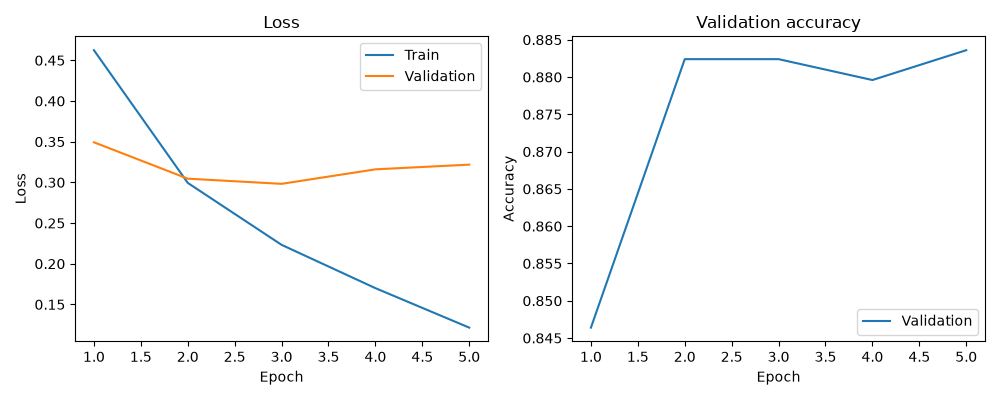 Loss
Train
Validation
0.45
0.40
0.35
0.30
0.25
0.20
0.15
Loss
1.0 1.5 2.0 2.5 3.0 3.5 4.0 4.5 5.0
Epoch
Validation accuracy
0.885
0.880
0.875
0.870
0.865
0.860
0.855
0.850
0.845
Accuracy
Validation
1.0 1.5 2.0 2.5 3.0 3.5 4.0 4.5 5.0
Epoch